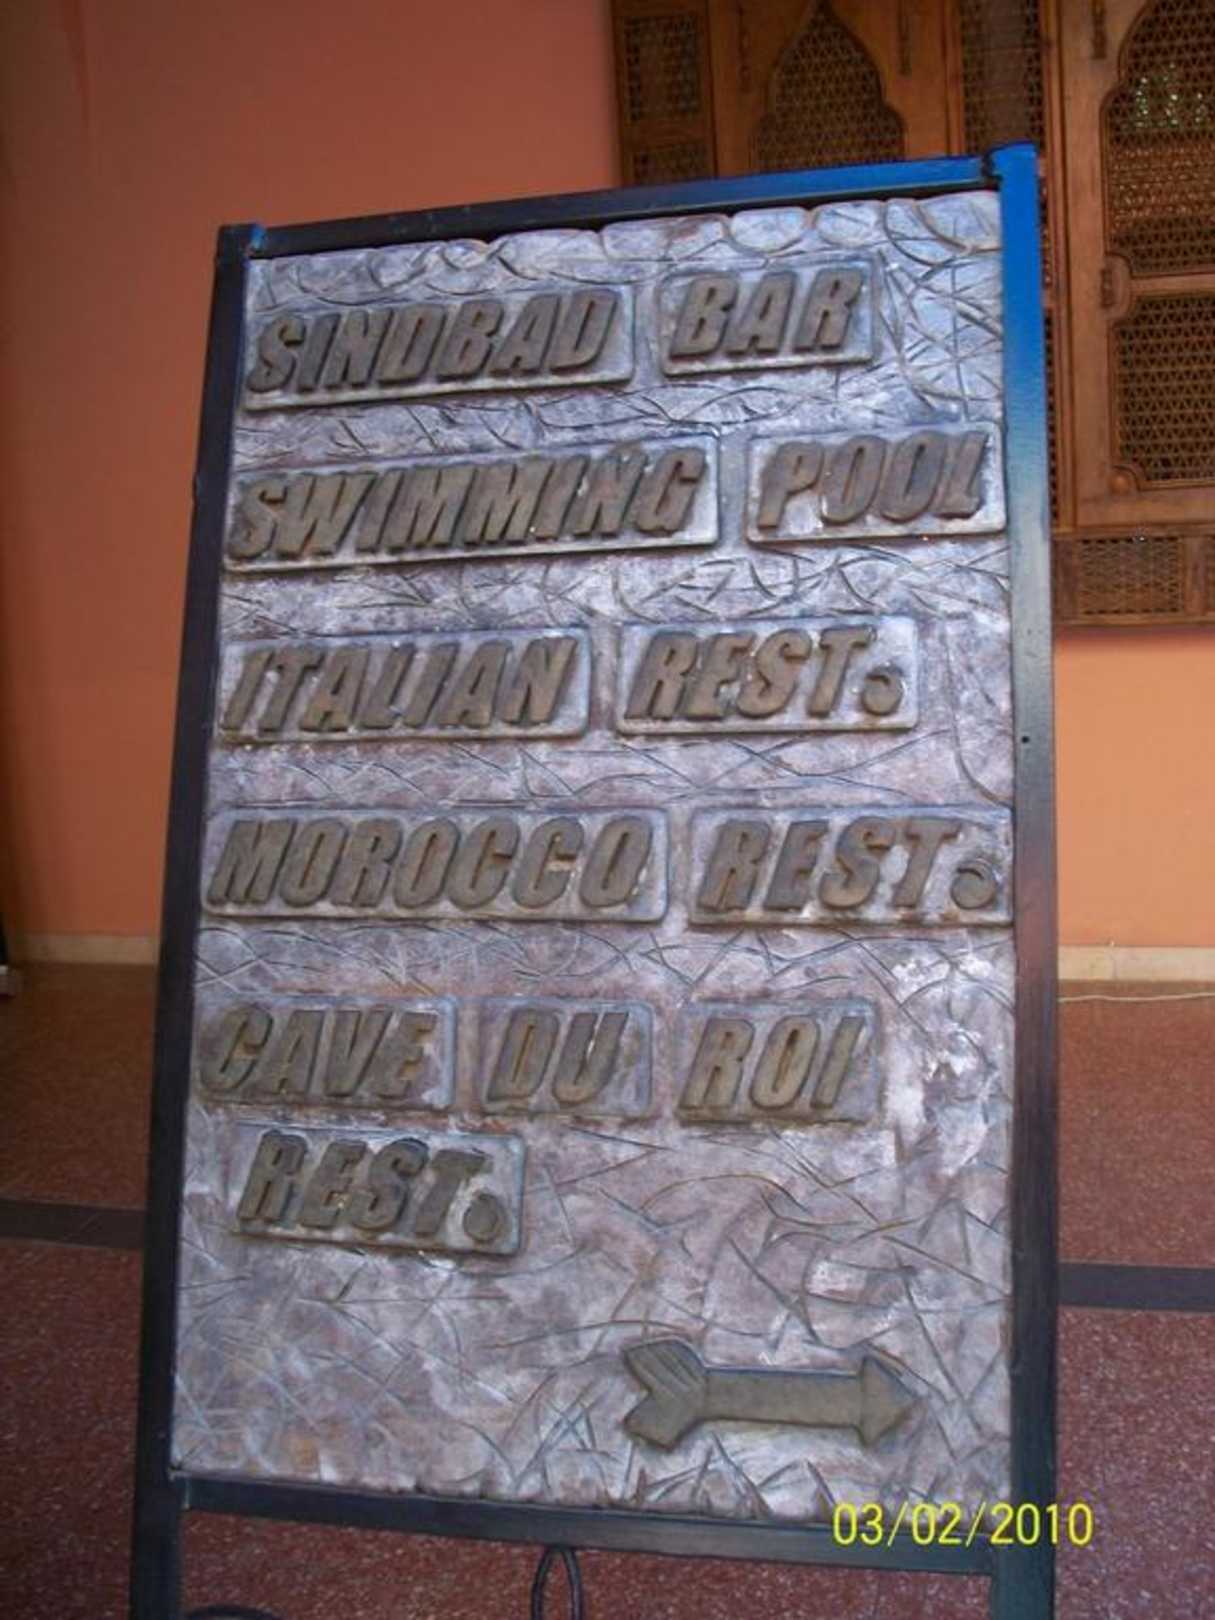 SINDBAD BAR
SWIMMING POOL
ITALIAN REST.
MOROCCO REST.
CAVE DU ROI
REST.
03/02/2010